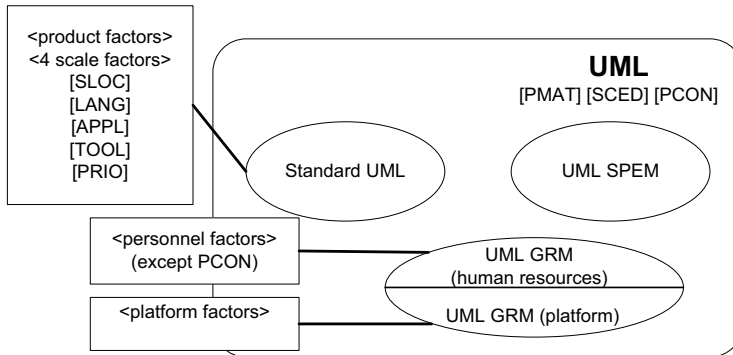 <product factors>
<4 scale factors>
[SLOC]
[LANG]
[APPL]
[TOOL]
[PRIO]
UML
[PMAT] [SCED] [PCON]
Standard UML
UML SPEM
<personnel factors>
(except PCON)
UML GRM
(human resources)
<platform factors>
UML GRM (platform)